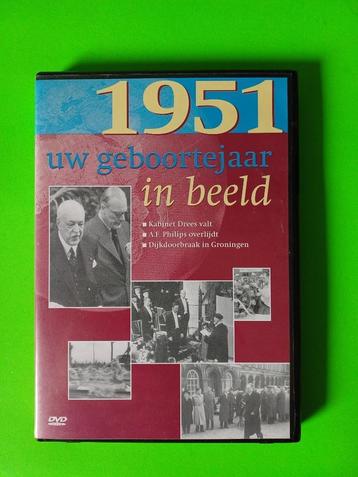 1951
uw geboortejaar
in beeld
Kabinet Drees valt
A.F. Philips overlijdt
Dijkdoorbraak in Groningen
DVD